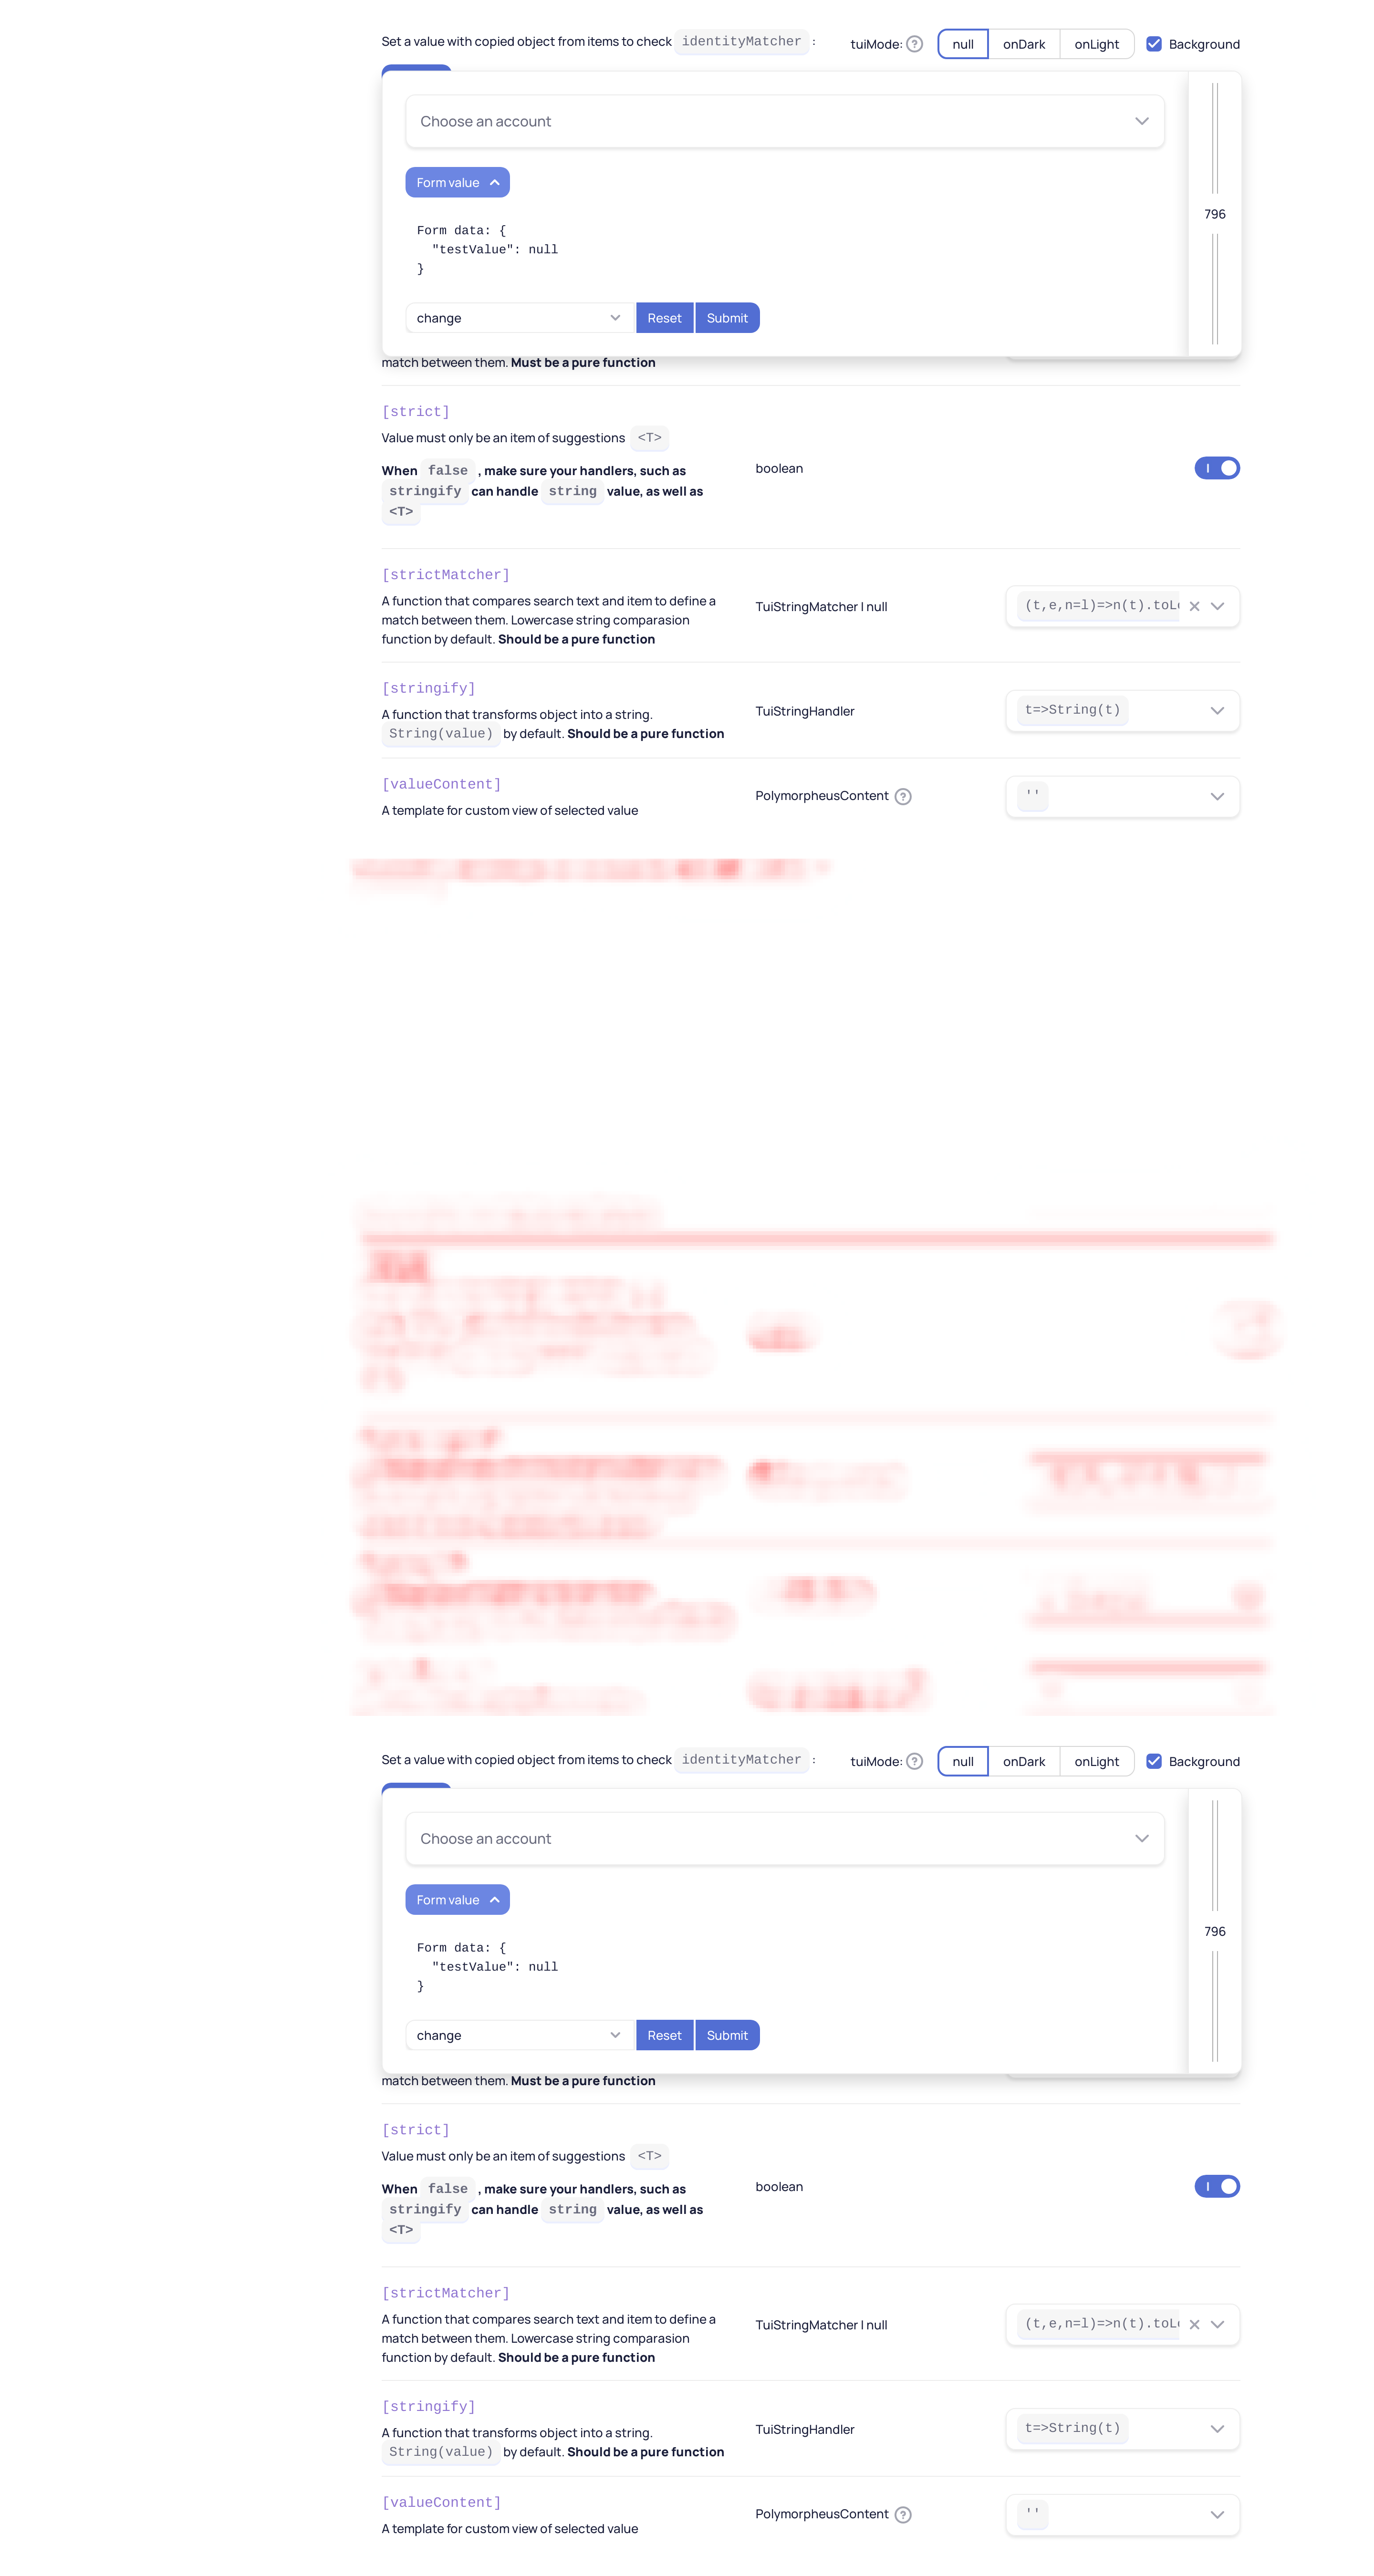 Set a value with copied object from items to check identityMatcher : tuiMode: ? null onDark onLight Background
Choose an account
796
Form value
Form data: {
"testValue": null
}
change Reset Submit
match between them. Must be a pure function
[strict]
Value must only be an item of suggestions <T>
When false , make sure your handlers, such as
stringify can handle string value, as well as
<T>
boolean
[strictMatcher]
A function that compares search text and item to define a
match between them. Lowercase string comparasion
function by default. Should be a pure function
TuiStringMatcher | null
(t,e,n=l)=>n(t).toL
[stringify]
A function that transforms object into a string.
String(value) by default. Should be a pure function
TuiStringHandler
t=>String(t)
[valueContent]
A template for custom view of selected value
PolymorpheusContent ?
''
Set a value with copied object from items to check identityMatcher : tuiMode: ? null onDark onLight Background
Choose an account
796
Form value
Form data: {
"testValue": null
}
change Reset Submit
match between them. Must be a pure function
[strict]
Value must only be an item of suggestions <T>
When false , make sure your handlers, such as
stringify can handle string value, as well as
<T>
boolean
[strictMatcher]
A function that compares search text and item to define a
match between them. Lowercase string comparasion
function by default. Should be a pure function
TuiStringMatcher | null
(t,e,n=l)=>n(t).toL
[stringify]
A function that transforms object into a string.
String(value) by default. Should be a pure function
TuiStringHandler
t=>String(t)
[valueContent]
A template for custom view of selected value
PolymorpheusContent ?
''